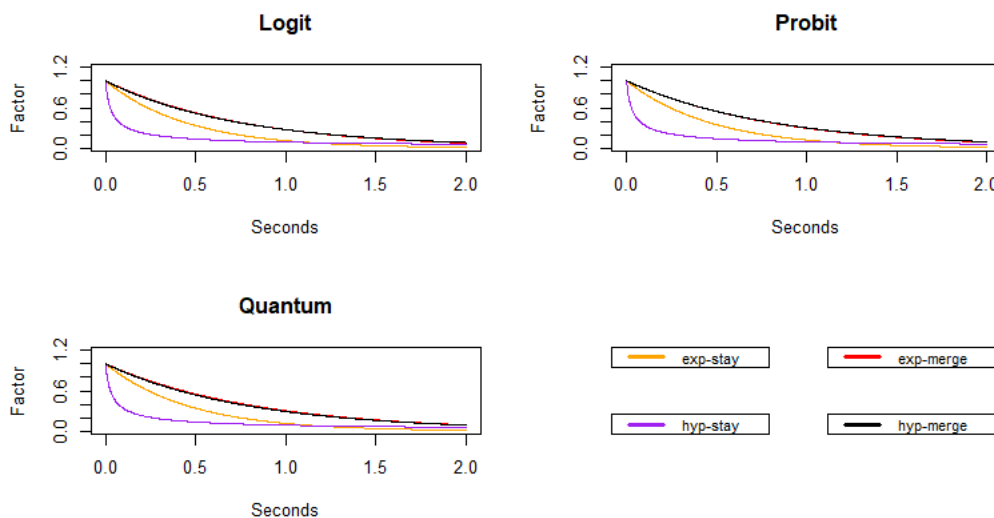 Logit
Factor
0.0 0.6 1.2
0.0 0.5 1.0 1.5 2.0
Seconds
Probit
Factor
0.0 0.6 1.2
0.0 0.5 1.0 1.5 2.0
Seconds
Quantum
Factor
0.0 0.6 1.2
0.0 0.5 1.0 1.5 2.0
Seconds
exp-stay exp-merge
hyp-stay hyp-merge